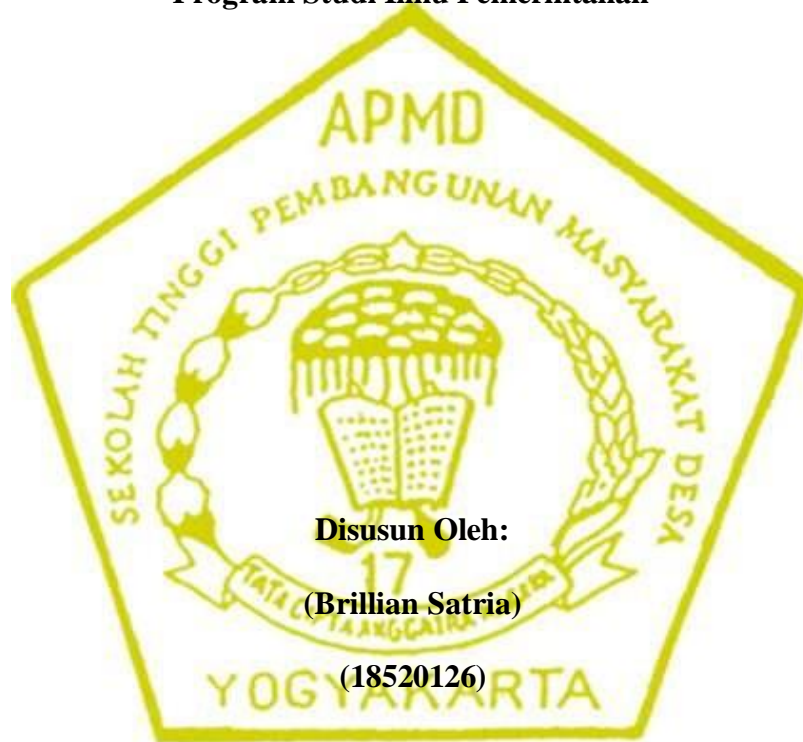 Program Studi Ilmu Pemerintahan
APMD
SEKOLAH TINGGI PEMBANGUNAN MASYARAKAT DESA
Disusun Oleh:
17
(Brillian Satria)
(18520126)
YOGYAKARTA